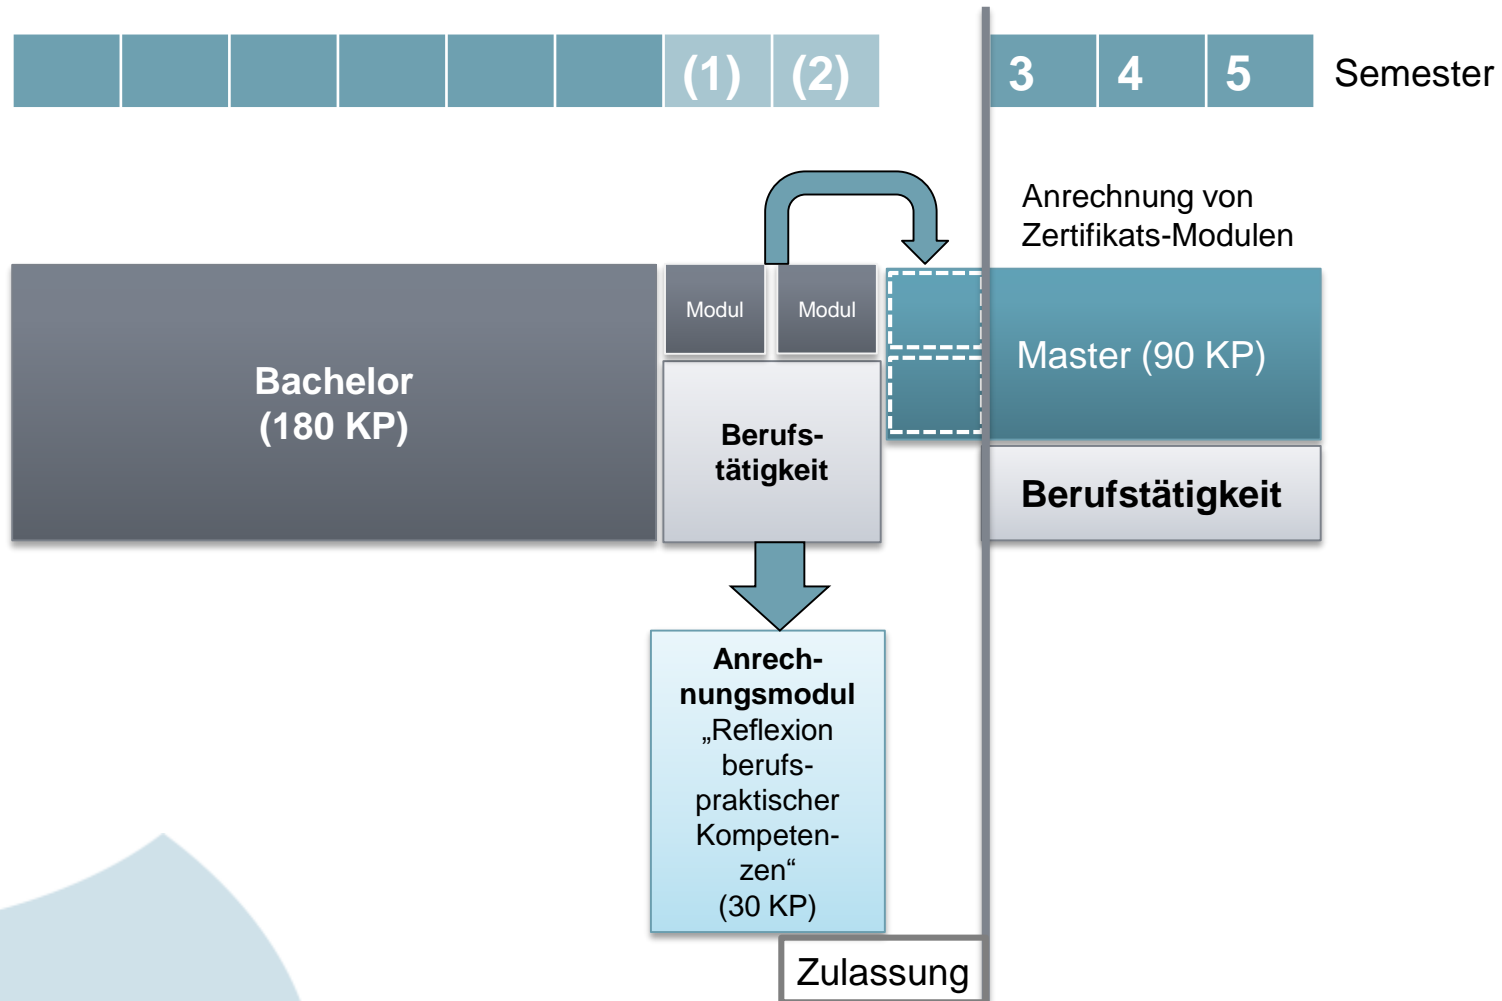 (1) (2) 3 4 5 Semester
Anrechnung von
Zertifikats-Modulen
Bachelor
(180 KP)
Modul
Modul
Berufs-
tätigkeit
Master (90 KP)
Berufstätigkeit
Anrech-
nungsmodul
„Reflexion
berufs-
praktischer
Kompeten-
zen“
(30 KP)
Zulassung